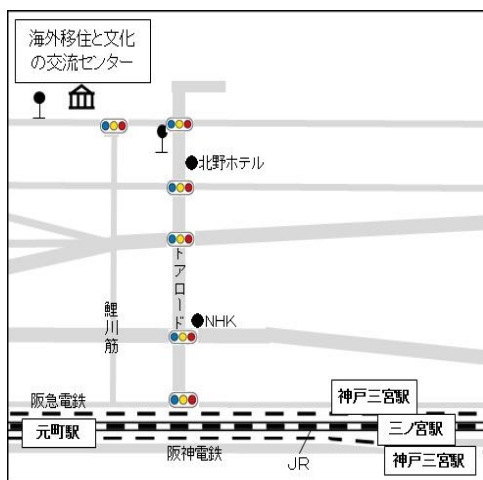 海外移住と文化
の交流センター
北野ホテル
トアロード
鯉川筋
NHK
阪急電鉄
神戸三宮駅
元町駅
三ノ宮駅
阪神電鉄
JR
神戸三宮駅